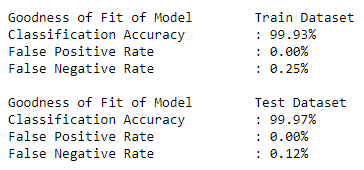 Goodness of Fit of Model Train Dataset
Classification Accuracy : 99.93%
False Positive Rate : 0.00%
False Negative Rate : 0.25%
Goodness of Fit of Model Test Dataset
Classification Accuracy : 99.97%
False Positive Rate : 0.00%
False Negative Rate : 0.12%